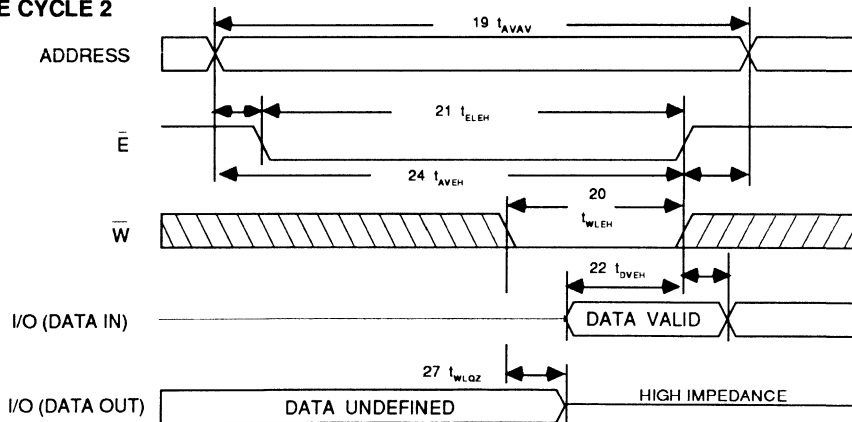 E CYCLE 2
19 tAVAV
ADDRESS
21 tELEH
E
24 tAVEH
20
tWLEH
W
22 tDVEH
I/O (DATA IN)
DATA VALID
27 tWLQZ
HIGH IMPEDANCE
I/O (DATA OUT)
DATA UNDEFINED